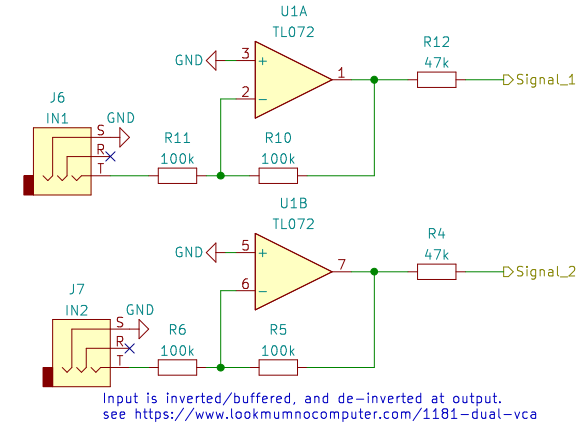 U1A
TL072
R12
47k
GND
3
+
1
Signal_1
2
−
J6
IN1
GND
S
R
T
R11
100k
R10
100k
U1B
TL072
R4
47k
GND
5
+
7
Signal_2
6
−
J7
IN2
GND
S
R
T
R6
100k
R5
100k
Input is inverted/buffered, and de-inverted at output.
see https://www.lookmumnocomputer.com/1181-dual-vca